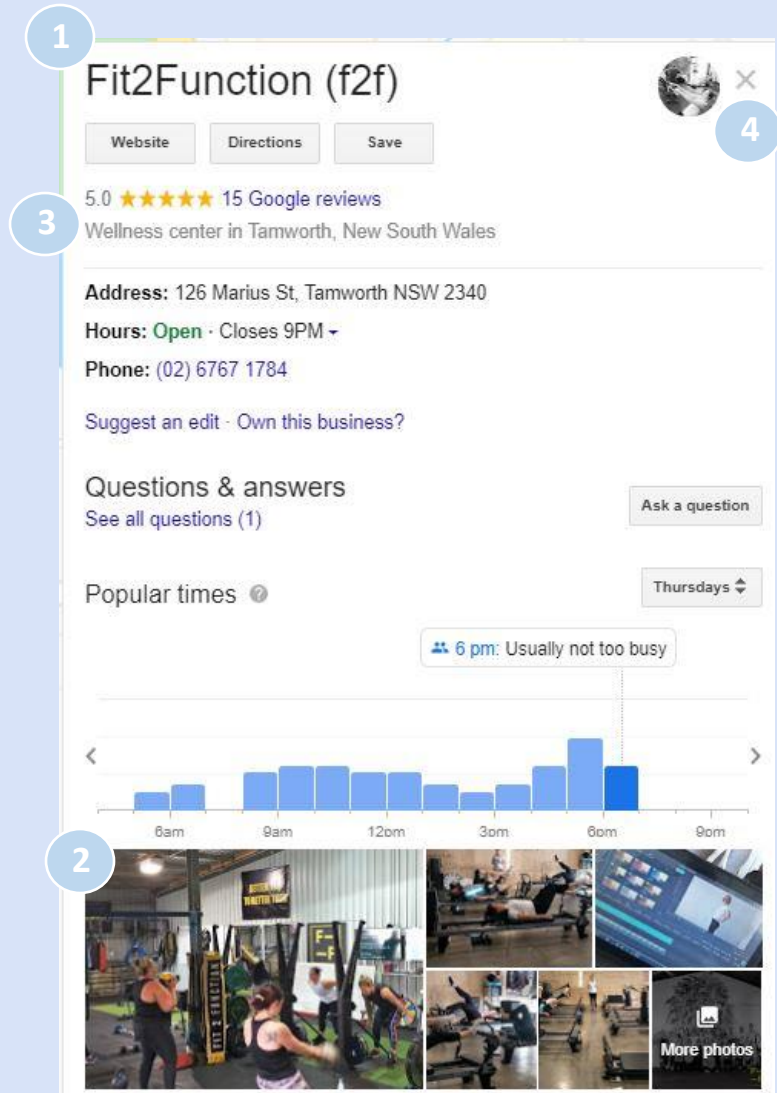 1
Fit2Function (f2f)
4
Website Directions Save
5.0 ★★★★★ 15 Google reviews
3
Wellness center in Tamworth, New South Wales
Address: 126 Marius St, Tamworth NSW 2340
Hours: Open · Closes 9PM
Phone: (02) 6767 1784
Suggest an edit · Own this business?
Questions & answers
See all questions (1)
Ask a question
Popular times ?
Thursdays
6 pm: Usually not too busy
6am 9am 12pm 3pm 6pm 9pm
2
FIT 2 FUNCTION
More photos